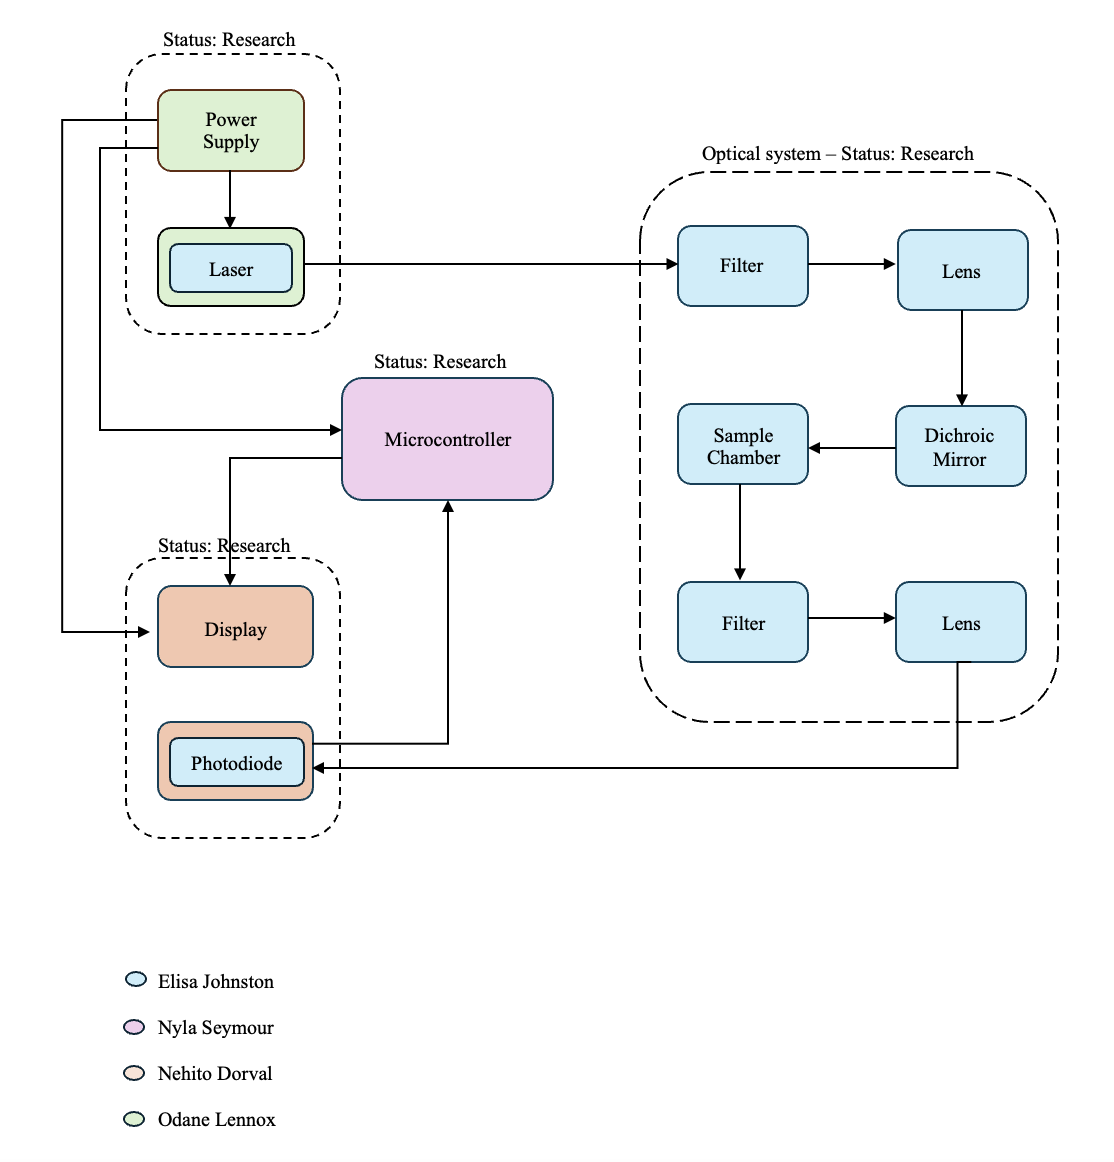 Status: Research
Power
Supply
Laser
Optical system – Status: Research
Filter
Lens
Dichroic
Mirror
Sample
Chamber
Filter
Lens
Status: Research
Microcontroller
Status: Research
Display
Photodiode
Elisa Johnston
Nyla Seymour
Nehito Dorval
Odane Lennox